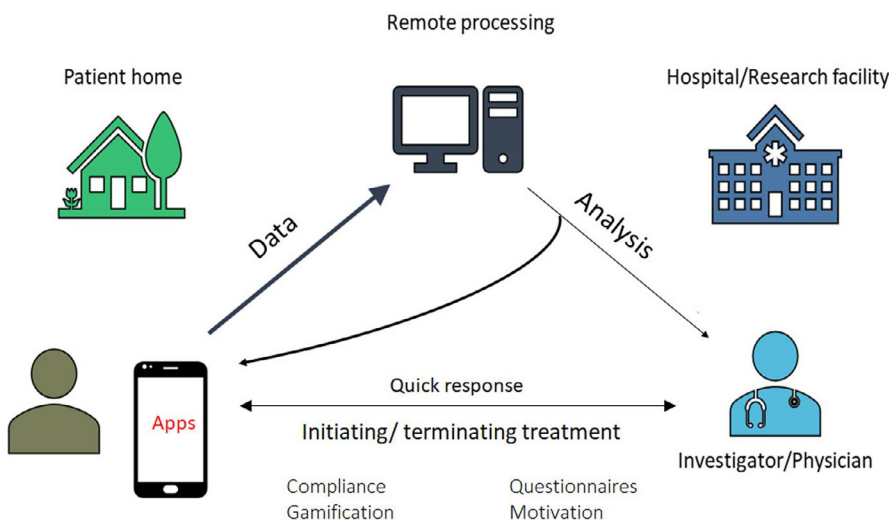 Remote processing
Patient home
Hospital/Research facility
Data
Analysis
Apps
Quick response
Initiating/ terminating treatment
Investigator/Physician
Compliance
Questionnaires
Gamification
Motivation